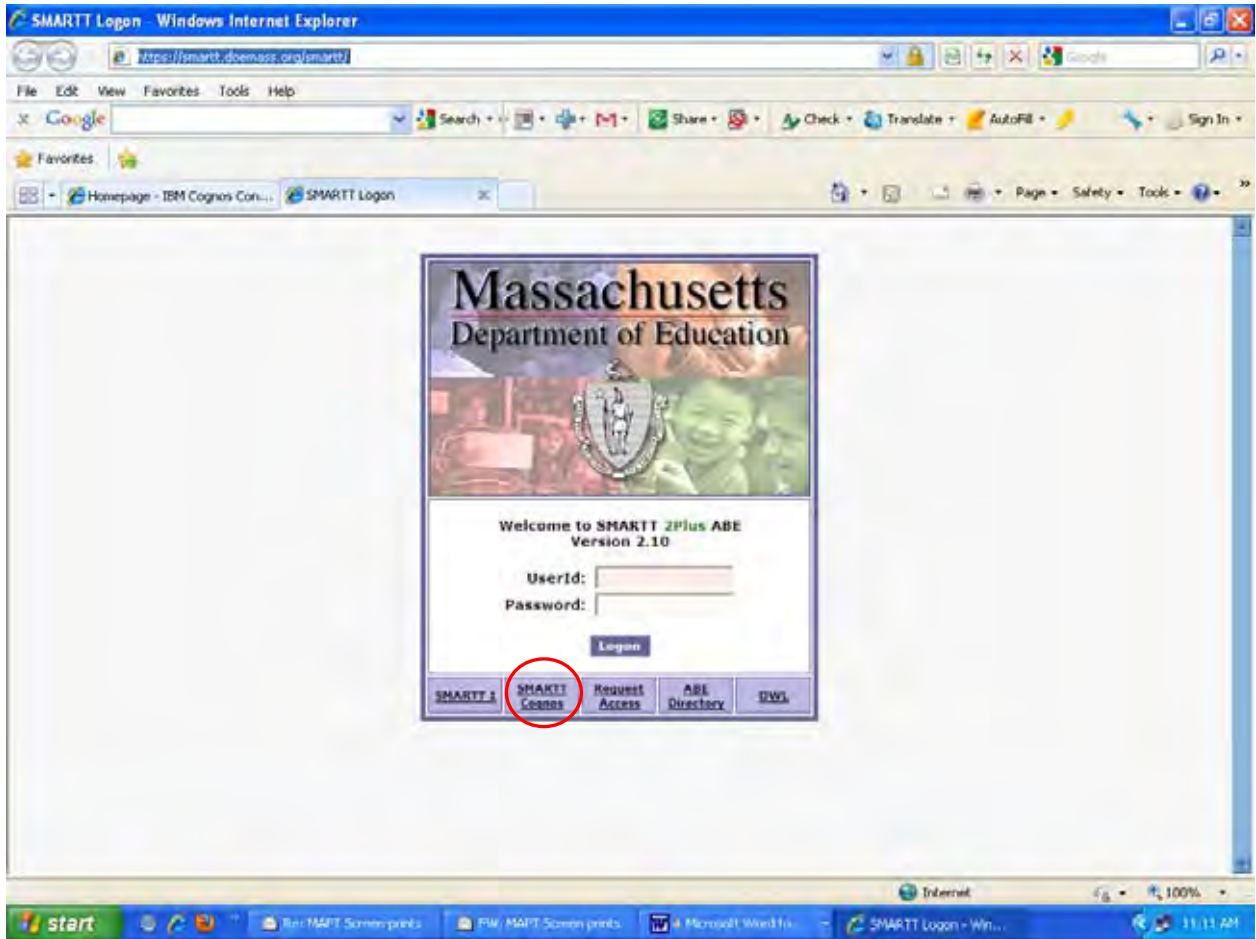 SMARTT Logon - Windows Internet Explorer
https://smartt.doemass.org/smartt/
Google
File Edit View Favorites Tools Help
x Google Search Share Check Translate AutoFill Sign In
Favorites
Homepage - IBM Cognos Con... SMARTT Logon Page Safety Tools
Massachusetts
Department of Education
Welcome to SMARTT 2Plus ABE
Version 2.10
UserId:
Password:
Logon
SMARTT 1 SMARTT Cognos Request Access ABE Directory OWL
Internet 100%
start MAPT Screen prints FW: MAPT Screen prints 4 Microsoft Word SMARTT Logon - Win... 11:11 AM